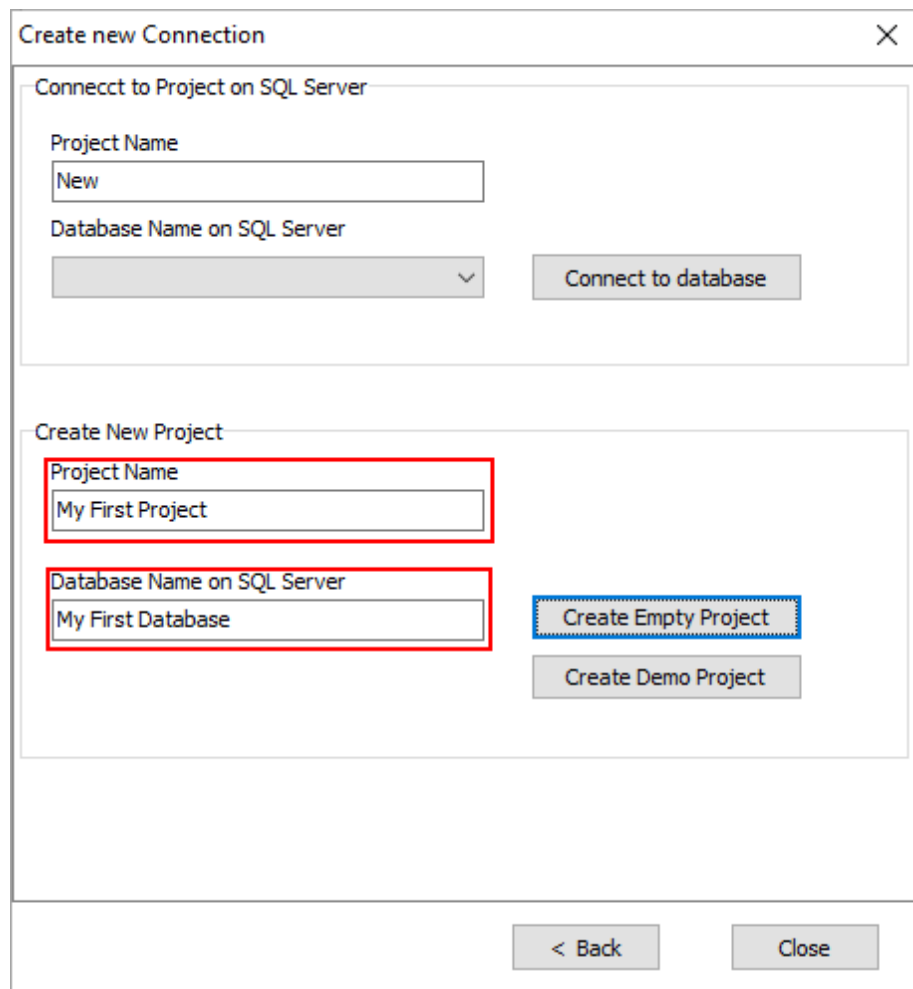 Create new Connection
Connecct to Project on SQL Server
Project Name
New
Database Name on SQL Server
Connect to database
Create New Project
Project Name
My First Project
Database Name on SQL Server
My First Database
Create Empty Project
Create Demo Project
< Back
Close